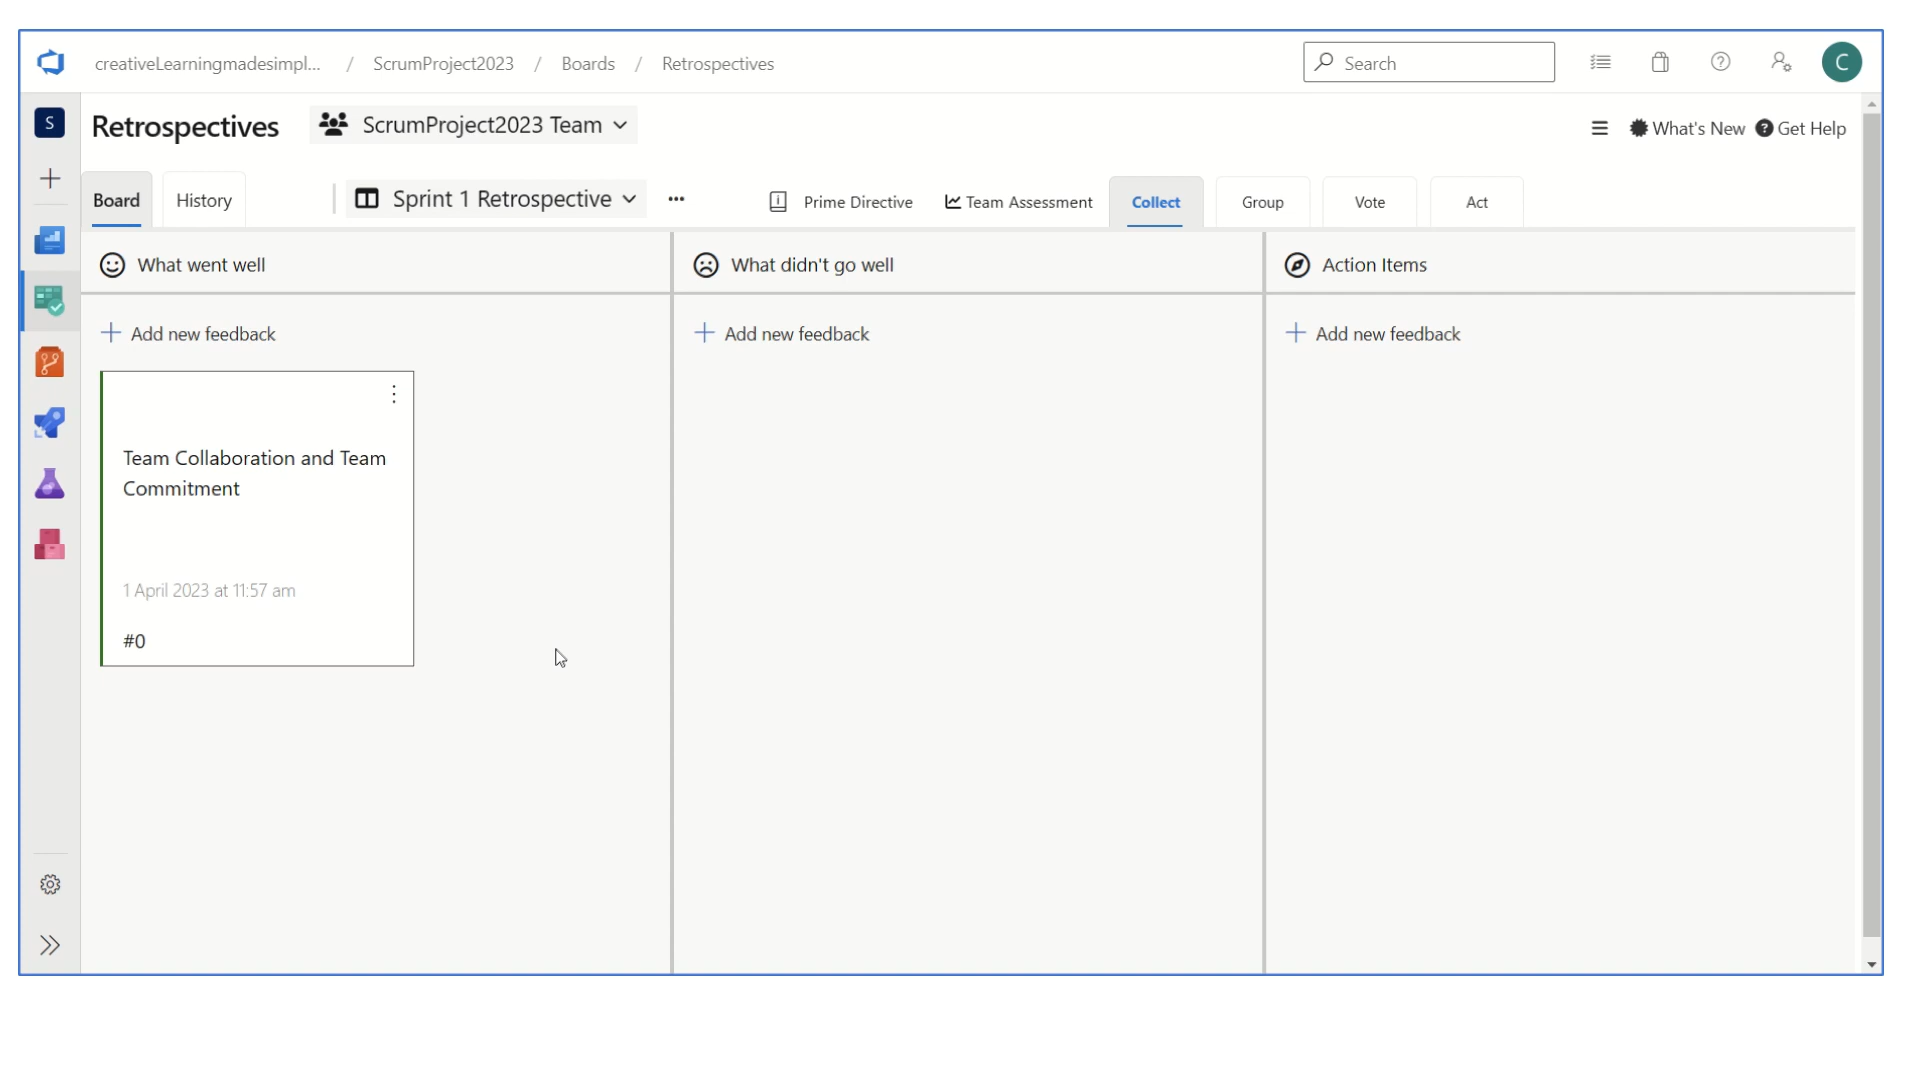 creativeLearningmadesimpl... / ScrumProject2023 / Boards / Retrospectives
Search
C
S
Retrospectives
ScrumProject2023 Team
What's New
Get Help
Board
History
Sprint 1 Retrospective
Prime Directive
Team Assessment
Collect
Group
Vote
Act
What went well
What didn't go well
Action Items
Add new feedback
Add new feedback
Add new feedback
Team Collaboration and Team
Commitment
1 April 2023 at 11:57 am
#0